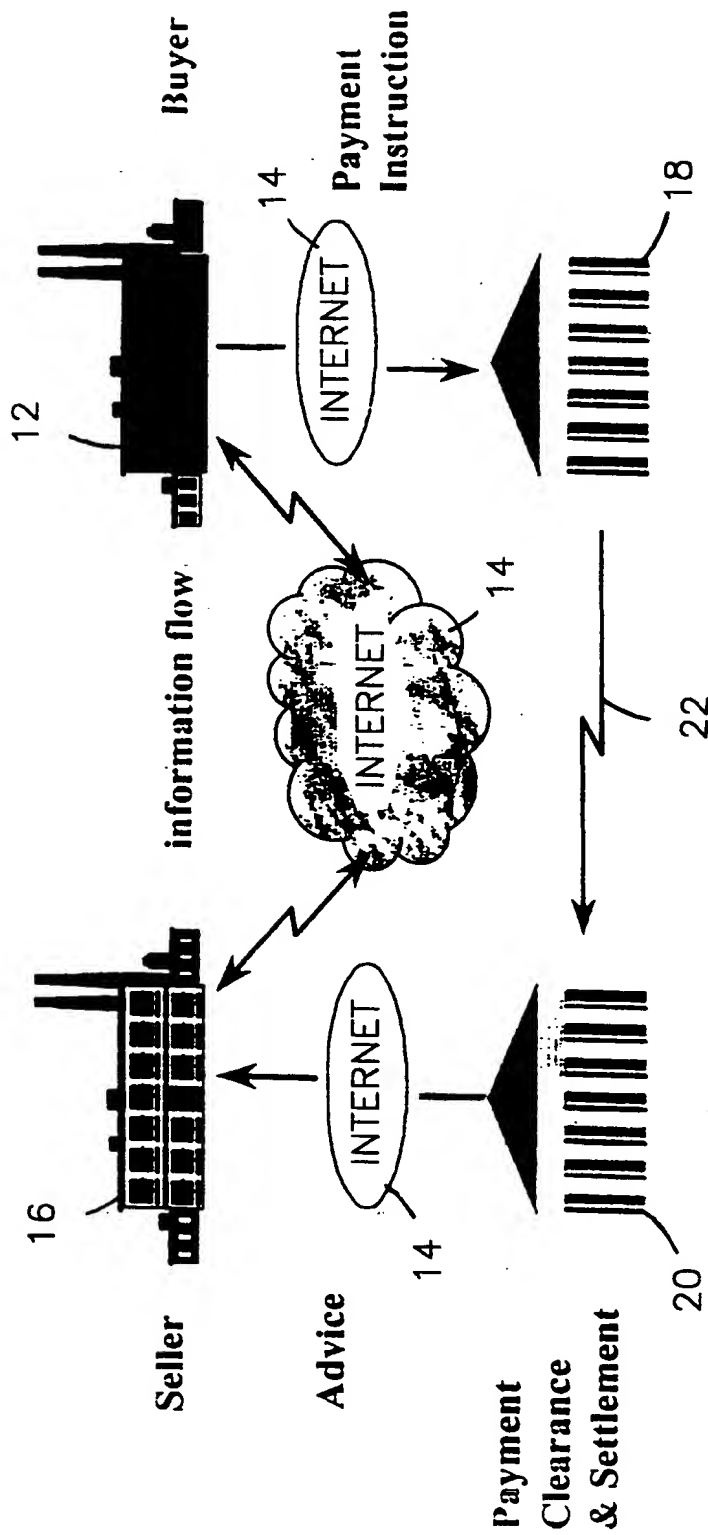 16
12
Seller
information flow
Buyer
INTERNET
14
INTERNET
14
INTERNET
14
Advice
Payment
Instruction
Payment
Clearance
& Settlement
20
22
18